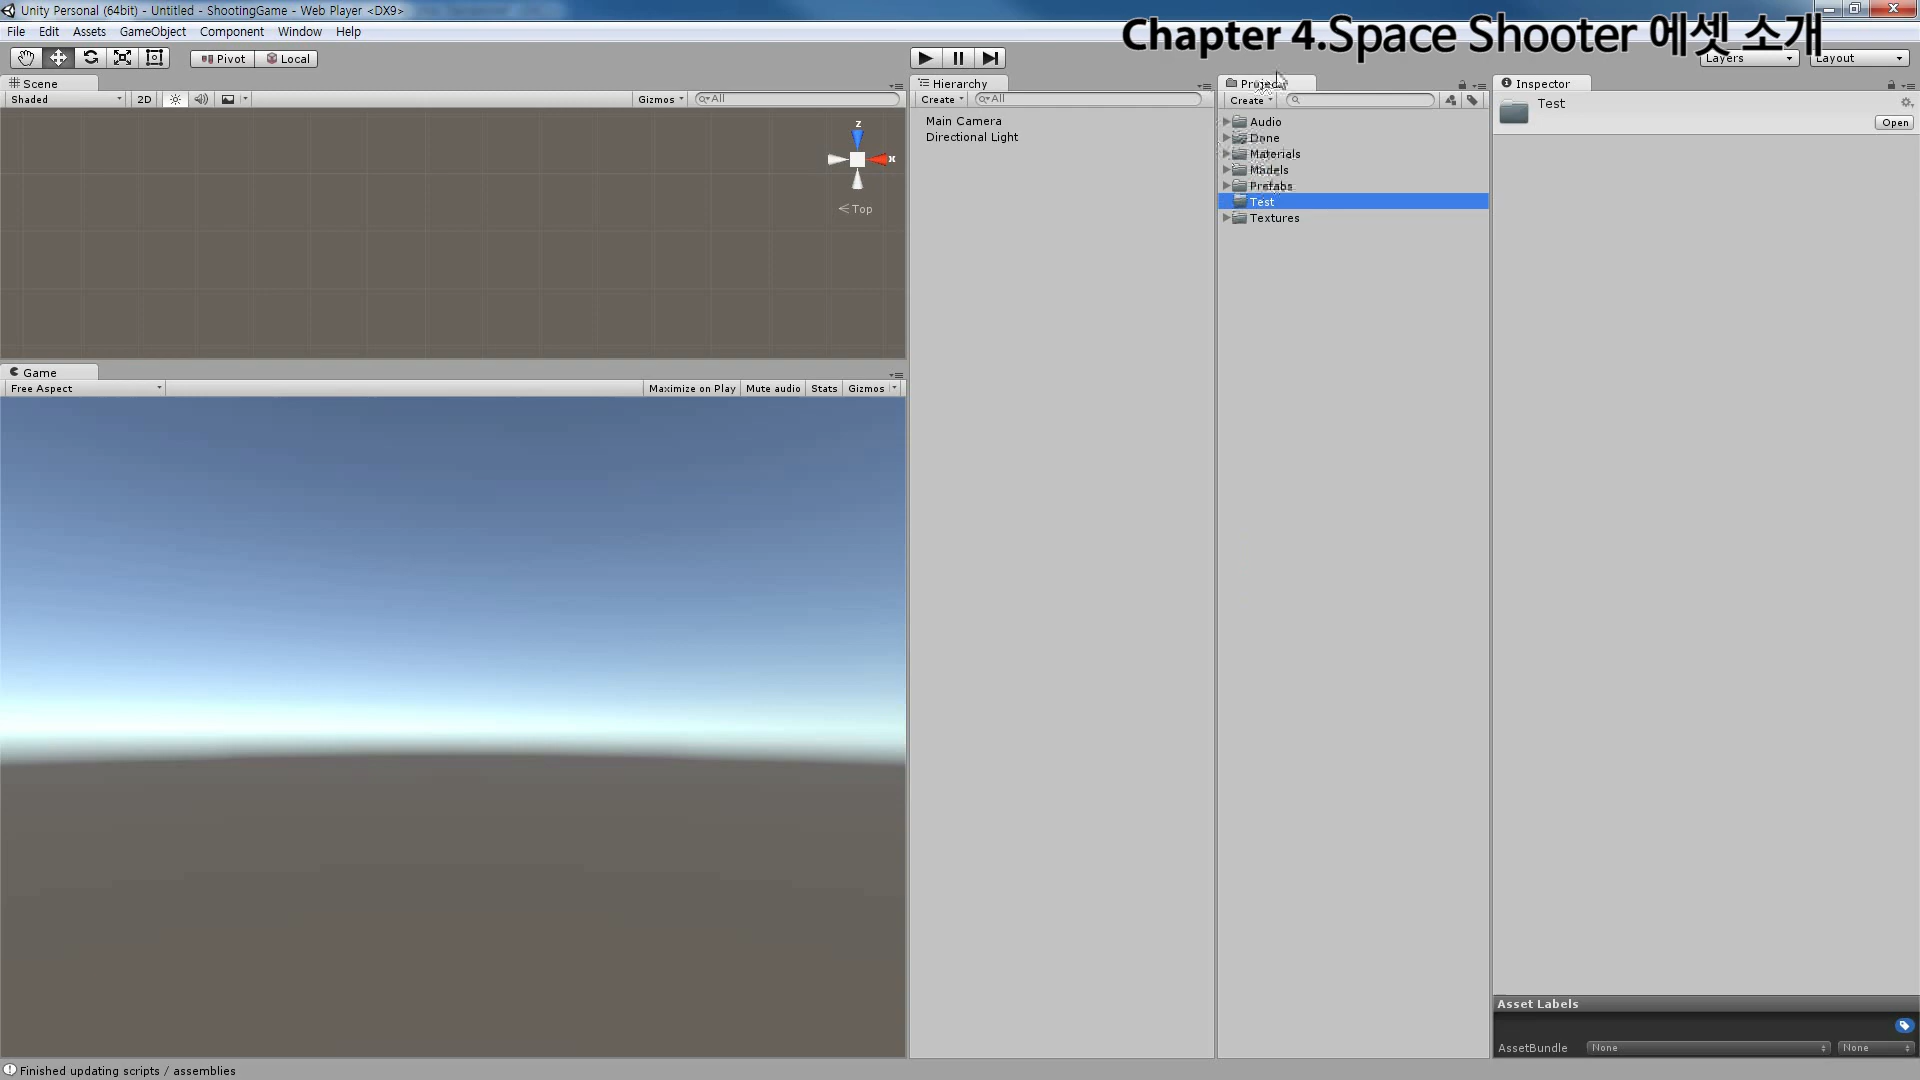 Unity Personal (64bit) - Untitled - ShootingGame - Web Player <DX9>
Chapter 4.Space Shooter 에셋 소개
File Edit Assets GameObject Component Window Help
Pivot Local
Layers Layout
Scene
Shaded 2D Gizmos All
z
x
Top
Game
Free Aspect Maximize on Play Mute audio Stats Gizmos
Hierarchy
Create All
Main Camera
Directional Light
Project
Create
Audio
Done
Materials
Models
Prefabs
Test
Textures
Inspector
Test
Open
Asset Labels
AssetBundle None None
Finished updating scripts / assemblies